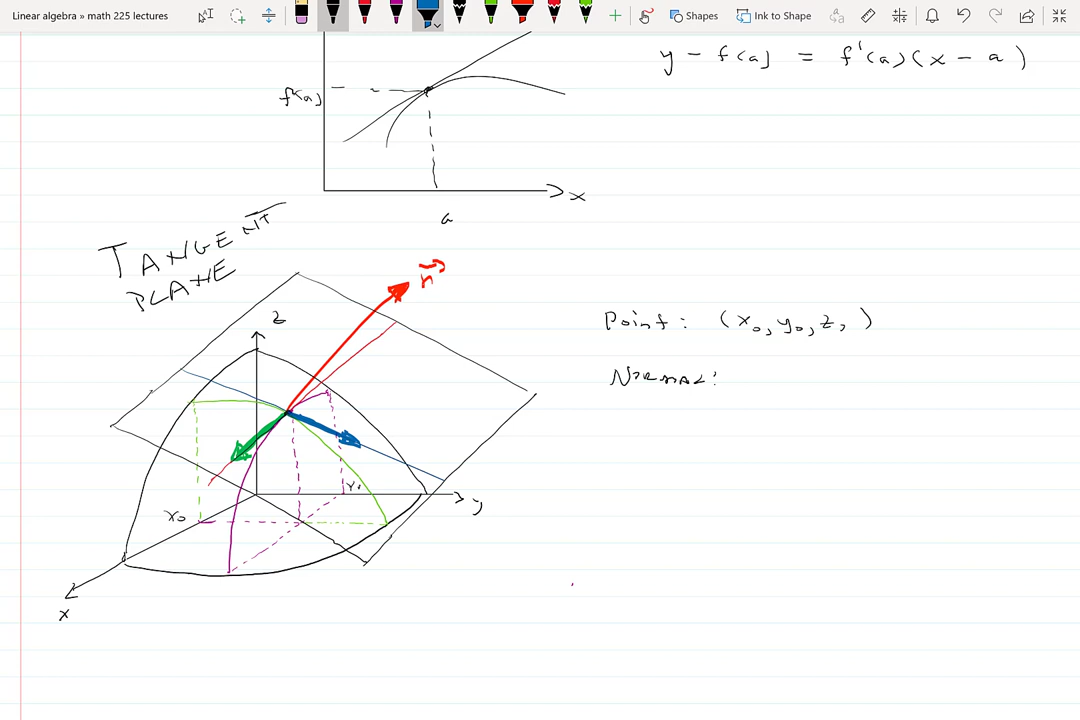 Linear algebra » math 225 lectures
Shapes
Ink to Shape
y - f(a) = f'(a)(x - a)
f(a)
x
a
TANGENT
PLANE
n
z
Point: (x₀, y₀, z₀)
Normal:
x₀
y₀
y
x